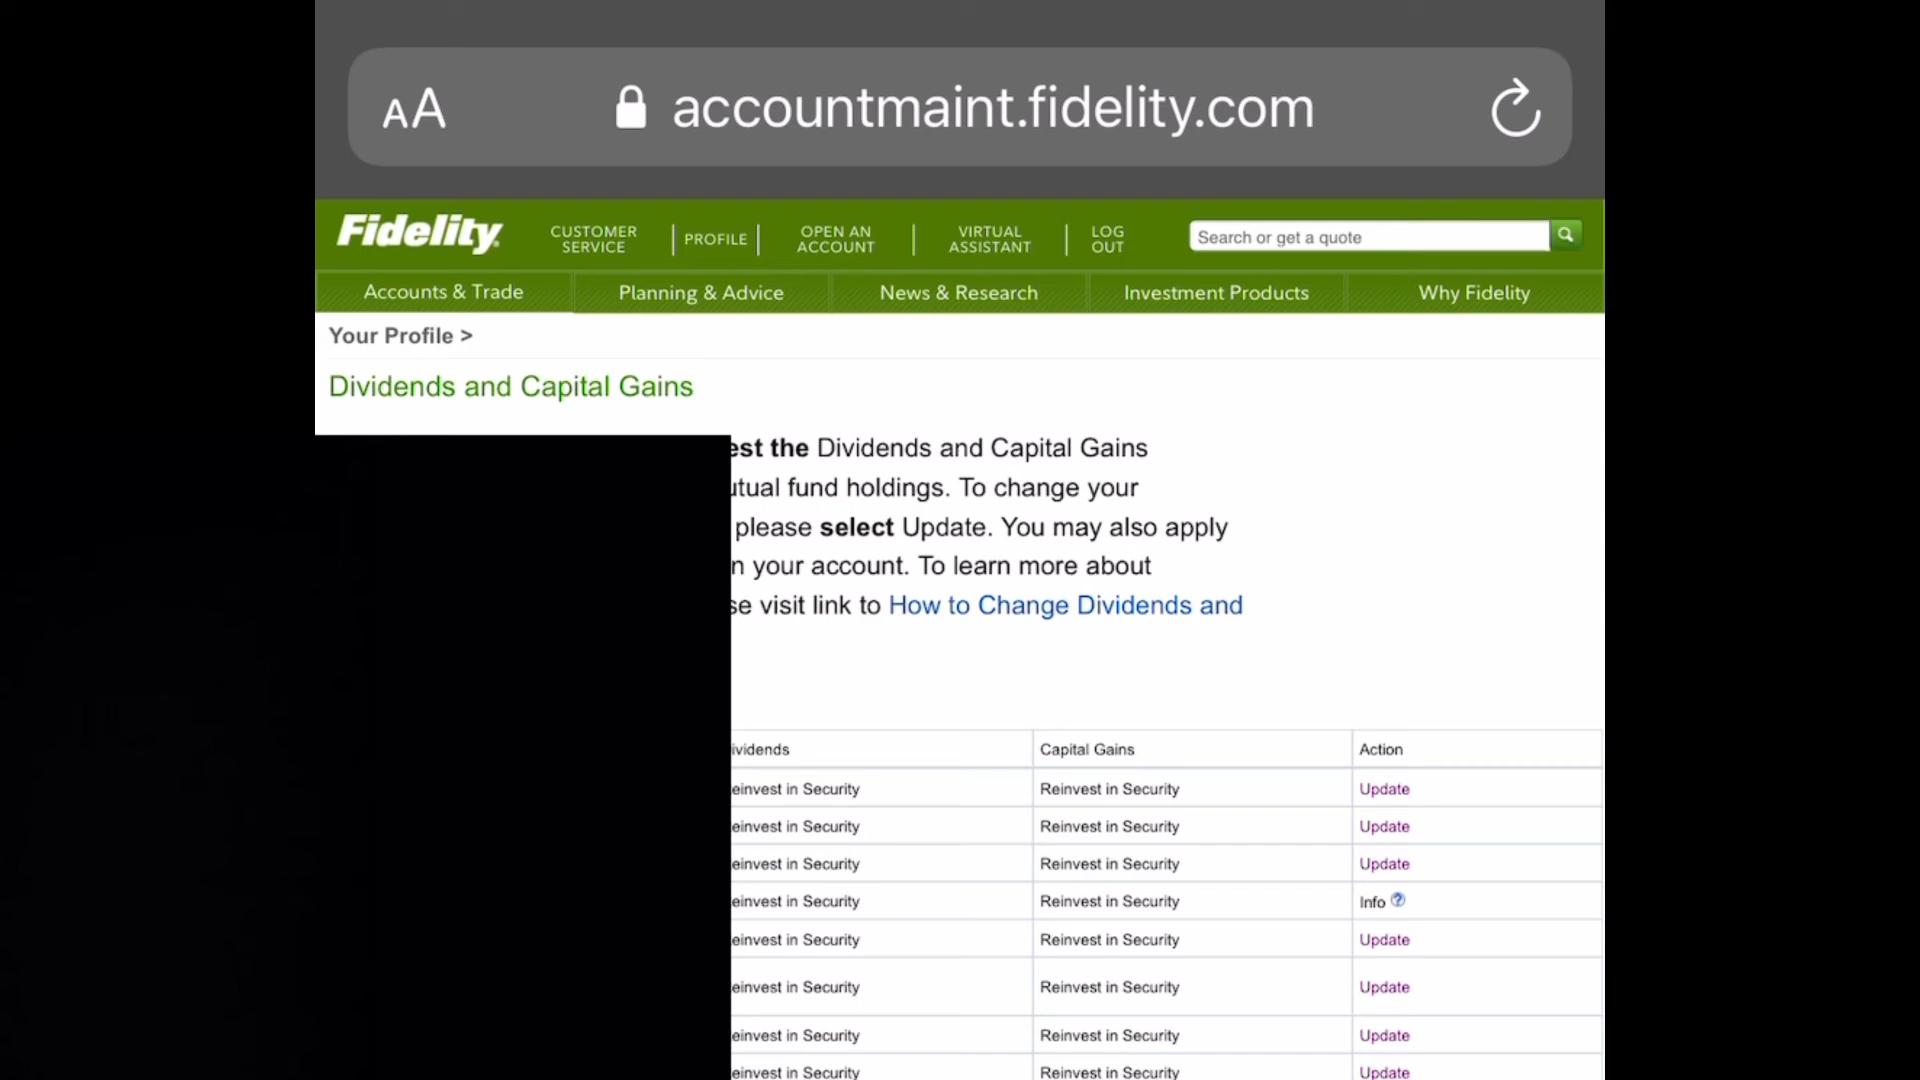 AA accountmaint.fidelity.com
Fidelity
CUSTOMER SERVICE
PROFILE
OPEN AN ACCOUNT
VIRTUAL ASSISTANT
LOG OUT
Search or get a quote
Accounts & Trade Planning & Advice News & Research Investment Products Why Fidelity
Your Profile >
Dividends and Capital Gains
est the Dividends and Capital Gains
utual fund holdings. To change your
please select Update. You may also apply
n your account. To learn more about
se visit link to How to Change Dividends and
ividends Capital Gains Action
einvest in Security Reinvest in Security Update
einvest in Security Reinvest in Security Update
einvest in Security Reinvest in Security Update
einvest in Security Reinvest in Security Info ?
einvest in Security Reinvest in Security Update
einvest in Security Reinvest in Security Update
einvest in Security Reinvest in Security Update
einvest in Security Reinvest in Security Update